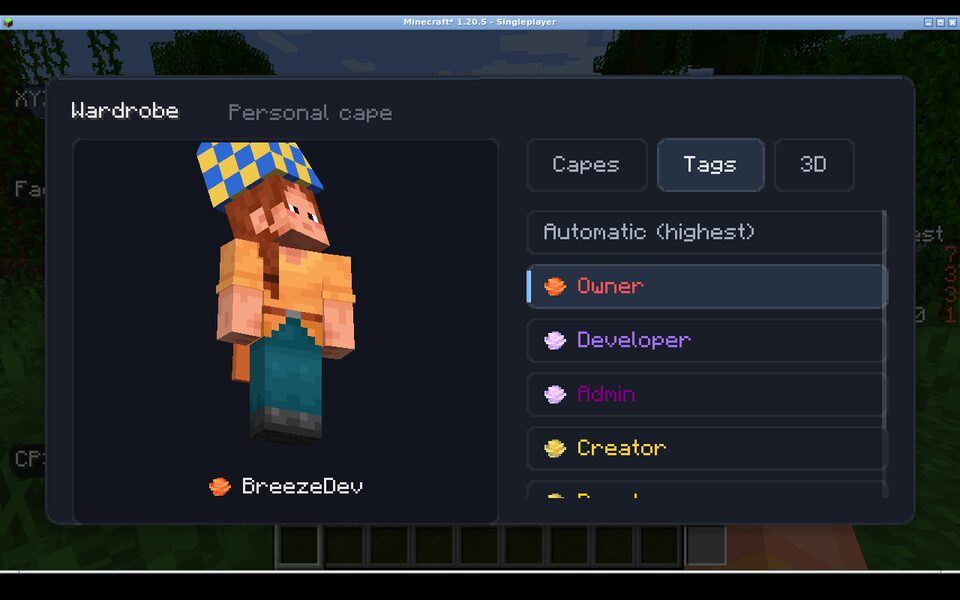 Minecraft* 1.20.5 - Singleplayer
Wardrobe
Personal cape
Capes
Tags
3D
Automatic (highest)
Owner
Developer
Admin
Creator
BreezeDev